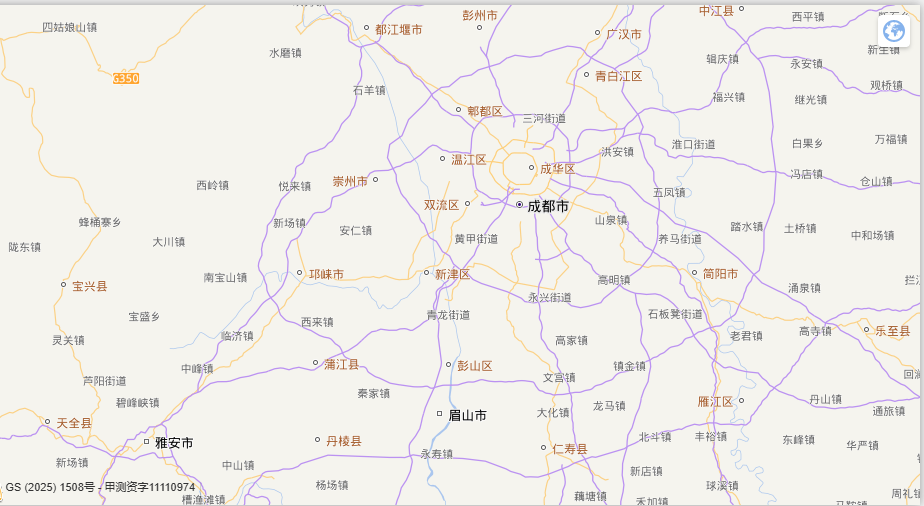 中江县
彭州市
西平镇
四姑娘山镇
都江堰市
广汉市
水磨镇
辑庆镇
永安镇
新生镇
G350
青白江区
石羊镇
观桥镇
福兴镇
继光镇
郫都区
三河街道
万福镇
淮口街道
白果乡
洪安镇
温江区
成华区
冯店镇
仓山镇
崇州市
西岭镇
悦来镇
五凤镇
双流区
成都市
蜂桶寨乡
新场镇
安仁镇
山泉镇
踏水镇
土桥镇
陇东镇
大川镇
黄甲街道
养马街道
中和场镇
南宝山镇
邛崃市
新津区
高明镇
简阳市
宝兴县
涌泉镇
永兴街道
宝盛乡
西来镇
青龙街道
石板凳街道
灵关镇
临济镇
高家镇
老君镇
高寺镇
乐至县
中峰镇
蒲江县
彭山区
镇金镇
芦阳街道
文宫镇
秦家镇
碧峰峡镇
雁江区
丹山镇
龙马镇
大化镇
通旅镇
天全县
眉山市
雅安市
丹棱县
北斗镇
丰裕镇
东峰镇
华严镇
仁寿县
永寿镇
新场镇
中山镇
新店镇
GS (2025) 1508号 - 甲测资字11110974
杨场镇
球溪镇
槽渔滩镇
藕塘镇
禾加镇
周礼镇
马鞍镇